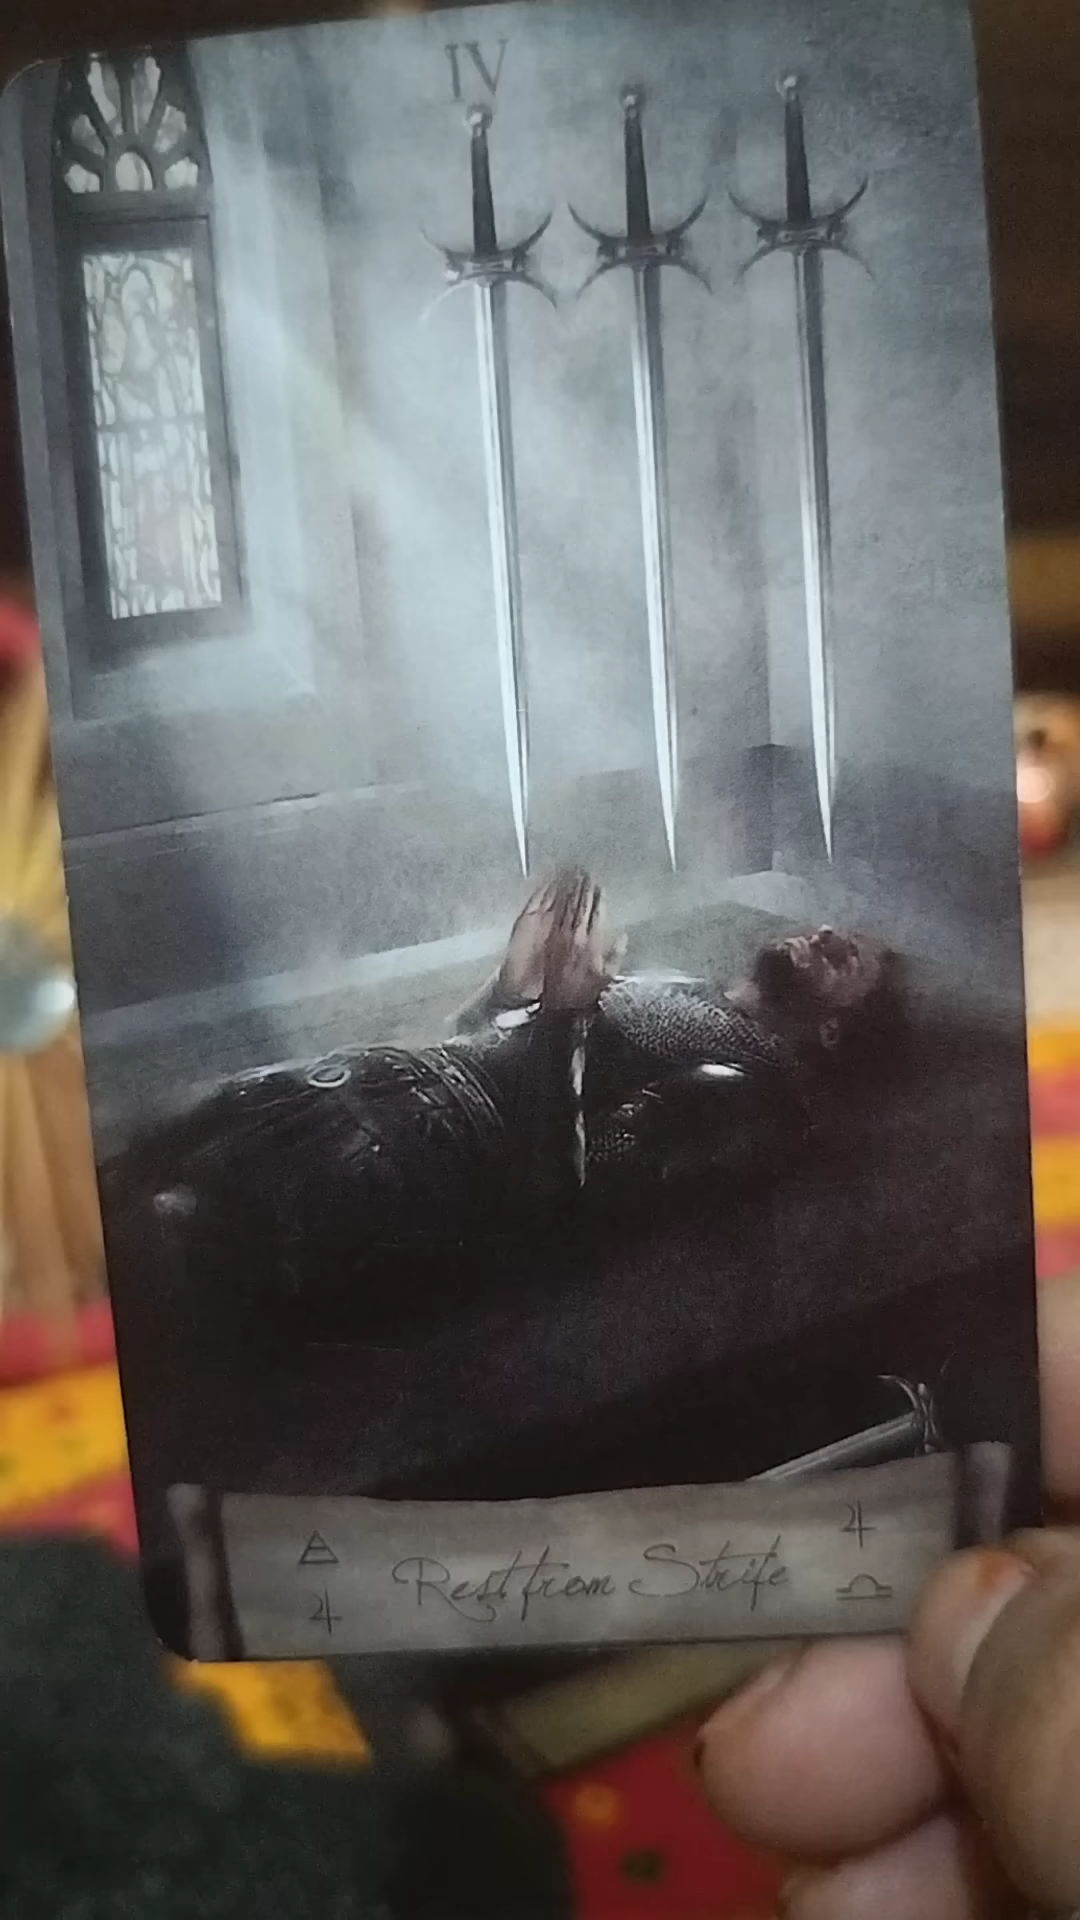 IV
🜁 ♃
Rest from Strife
♃ ♎